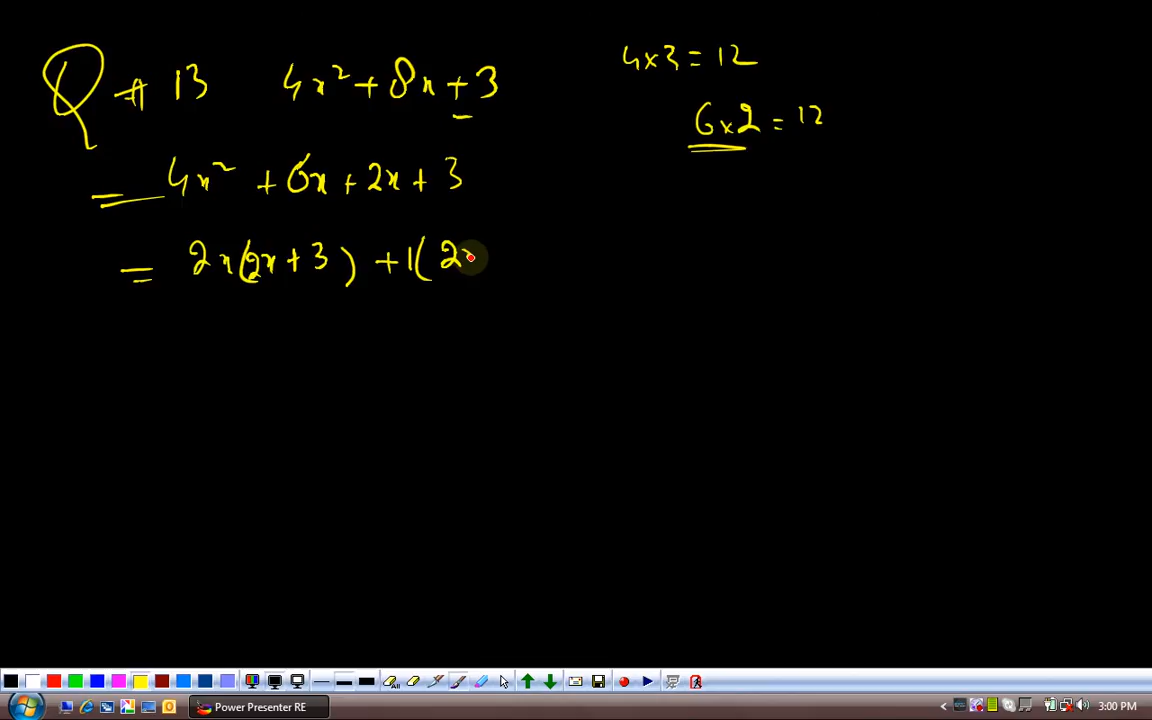 Q # 13 4x² + 8x + 3
4x3 = 12
6x2 = 12
= 4x² + 6x + 2x + 3
= 2x(2x + 3) + 1(2x
Power Presenter RE
3:00 PM